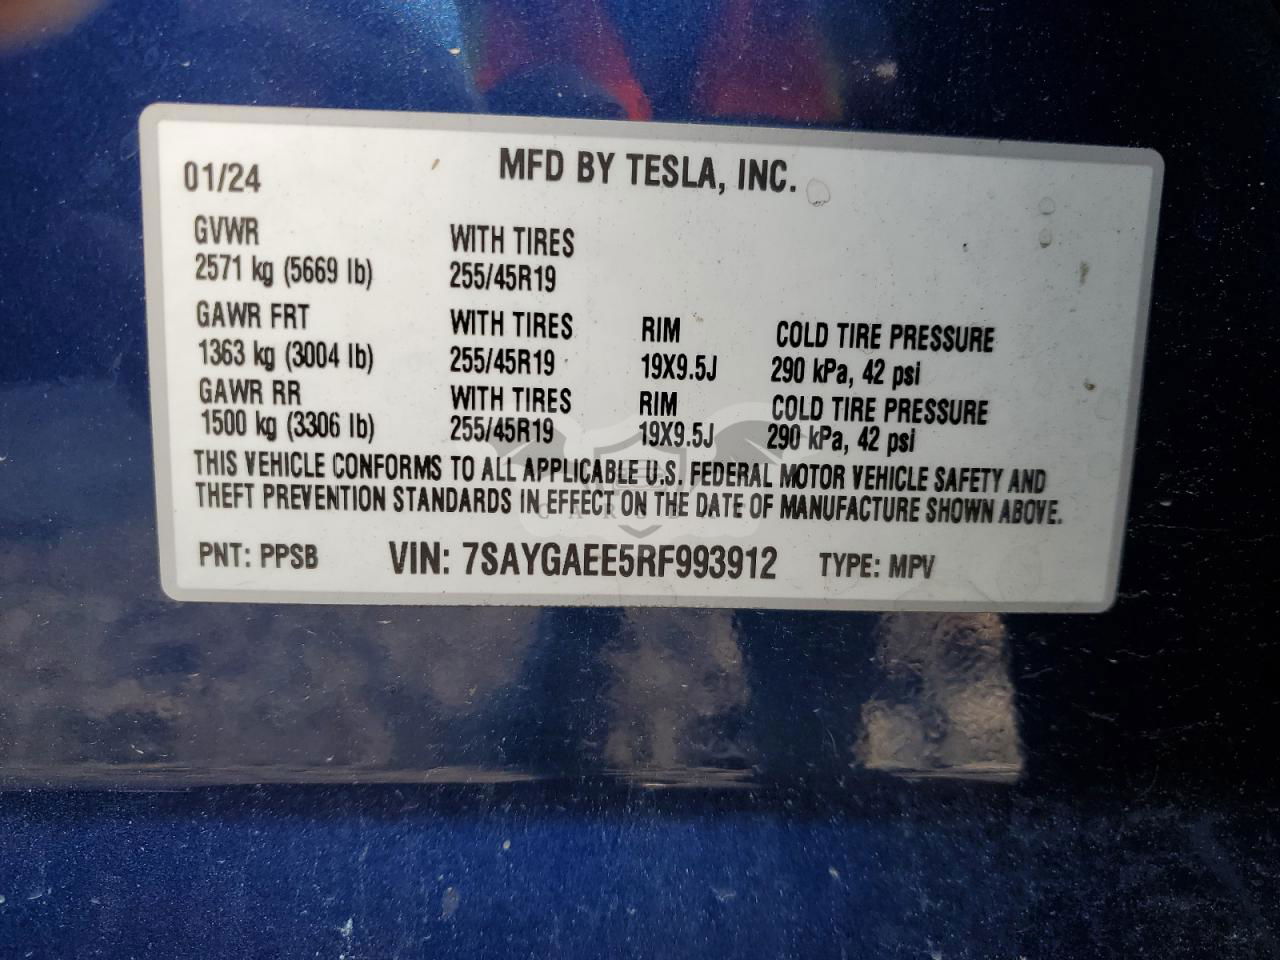 01/24 MFD BY TESLA, INC.
GVWR WITH TIRES
2571 kg (5669 lb) 255/45R19
GAWR FRT WITH TIRES RIM COLD TIRE PRESSURE
1363 kg (3004 lb) 255/45R19 19X9.5J 290 kPa, 42 psi
GAWR RR WITH TIRES RIM COLD TIRE PRESSURE
1500 kg (3306 lb) 255/45R19 19X9.5J 290 kPa, 42 psi
THIS VEHICLE CONFORMS TO ALL APPLICABLE U.S. FEDERAL MOTOR VEHICLE SAFETY AND
THEFT PREVENTION STANDARDS IN EFFECT ON THE DATE OF MANUFACTURE SHOWN ABOVE.
PNT: PPSB VIN: 7SAYGAEE5RF993912 TYPE: MPV